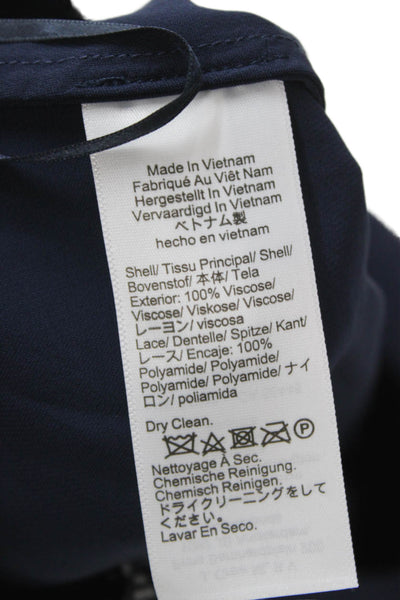 Made In Vietnam
Fabriqué Au Viêt Nam
Hergestellt In Vietnam
Vervaardigd In Vietnam
ベトナム製
hecho en vietnam
Shell/ Tissu Principal/ Shell/
Bovenstof/ 本体/ Tela
Exterior: 100% Viscose/
Viscose/ Viskose/ Viscose/
レーヨン/ viscosa
Lace/ Dentelle/ Spitze/ Kant/
レース/ Encaje: 100%
Polyamide/ Polyamide/
Polyamide/ Polyamide/ ナイ
ロン/ poliamida
Dry Clean.
P
Nettoyage À Sec.
Chemische Reinigung.
Chemisch Reinigen.
ドライクリーニングをして
ください。
Lavar En Seco.